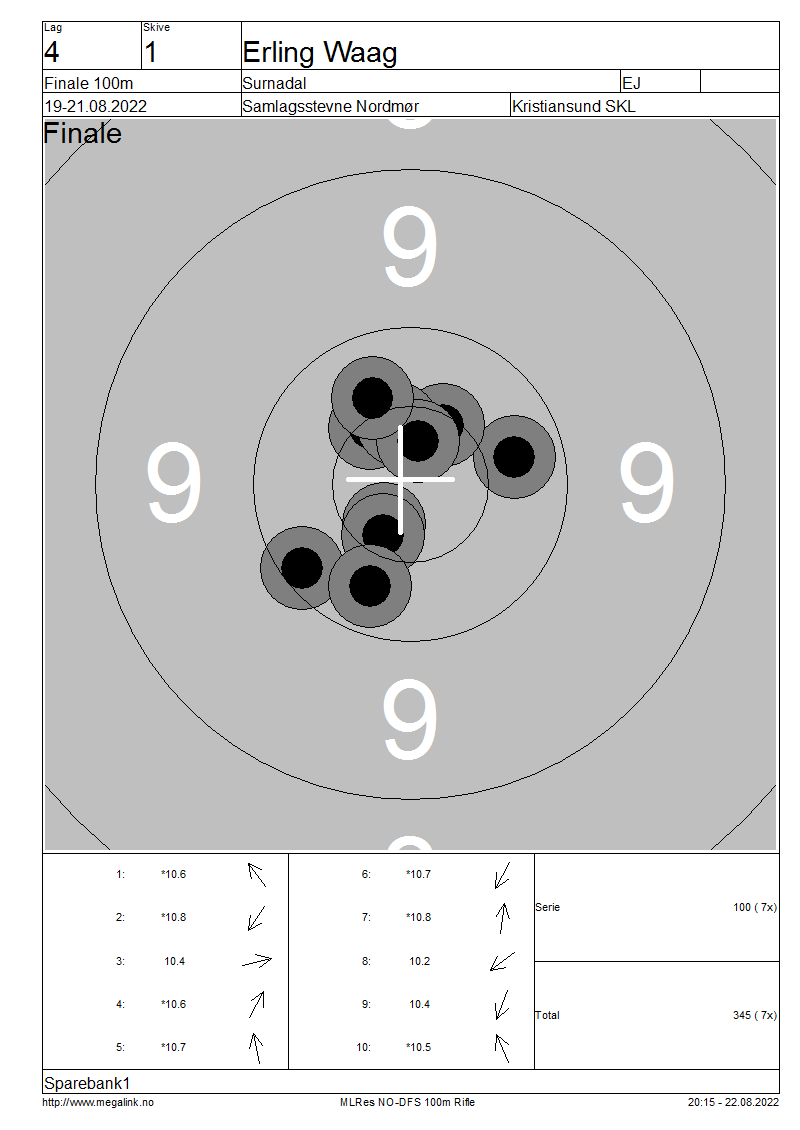 Lag Skive
4 1 Erling Waag
Finale 100m Surnadal EJ
19-21.08.2022 Samlagsstevne Nordmør Kristiansund SKL
Finale
9
9 9
9
1: *10.6 6: *10.7
2: *10.8 7: *10.8
Serie 100 ( 7x)
3: 10.4 8: 10.2
4: *10.6 9: 10.4
Total 345 ( 7x)
5: *10.7 10: *10.5
Sparebank1
http://www.megalink.no MLRes NO-DFS 100m Rifle 20:15 - 22.08.2022